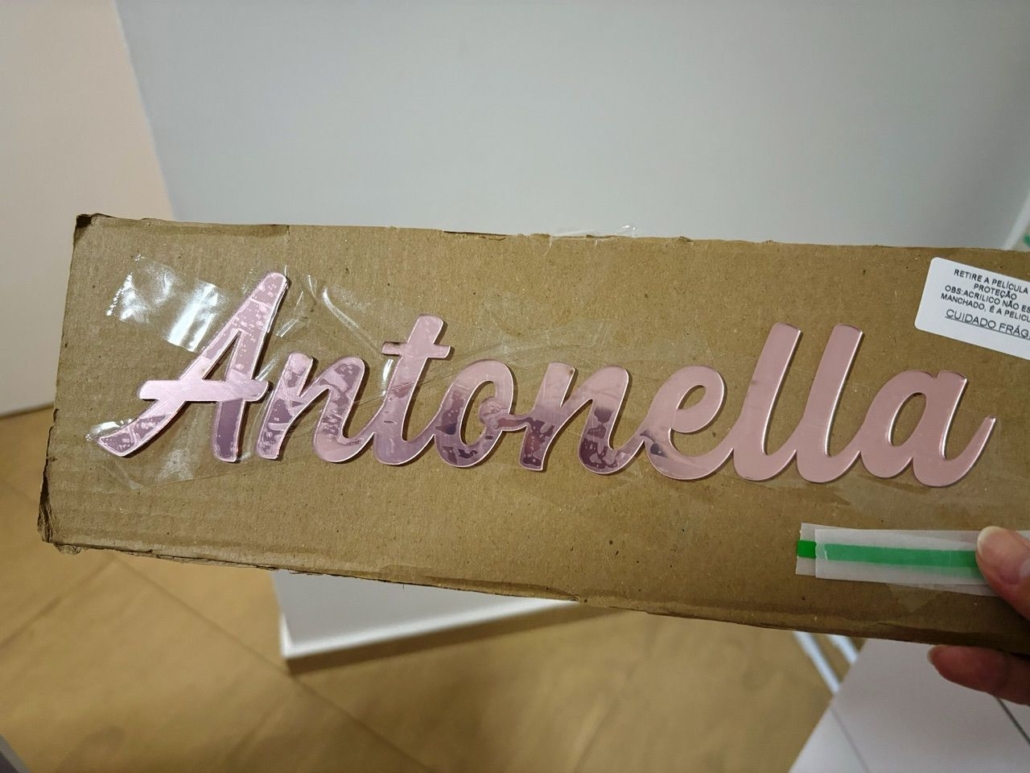 Antonella
RETIRE A PELÍCULA
PROTEÇÃO
OBS:ACRILICO NÃO
MANCHADO, É A
CUIDADO